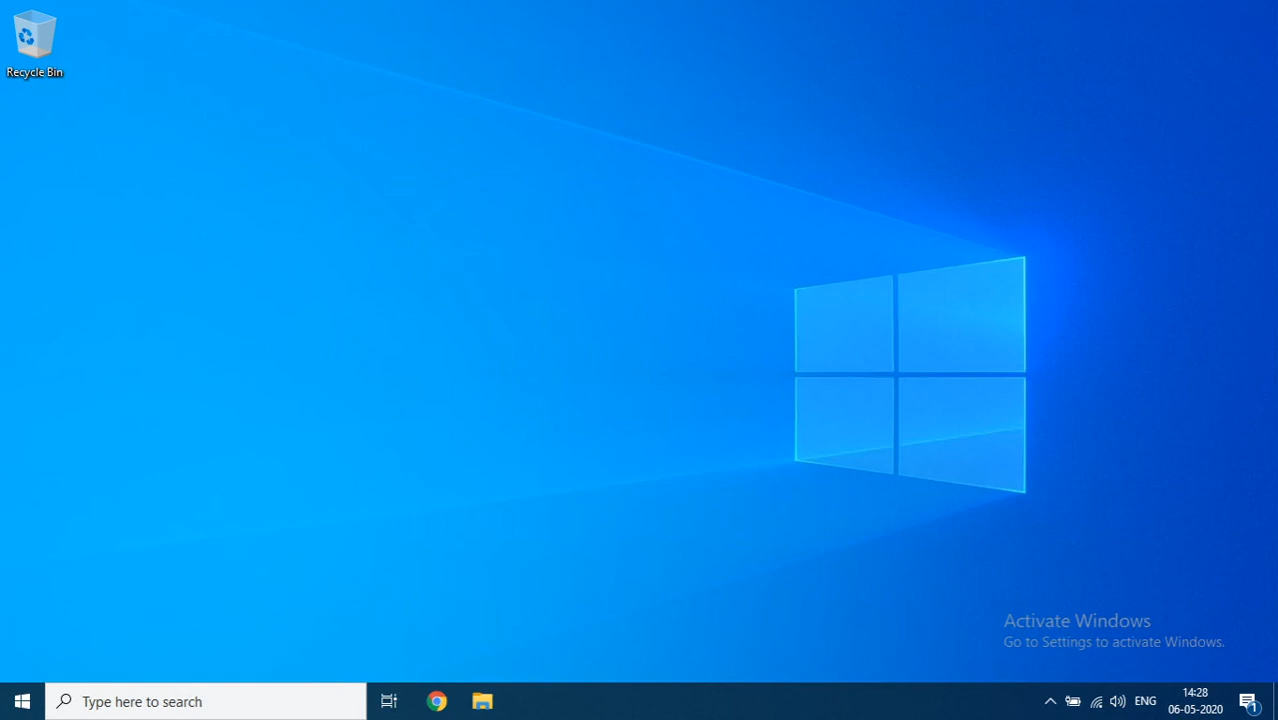 Recycle Bin
Activate Windows
Go to Settings to activate Windows.
Type here to search
ENG
14:28
06-05-2020
1